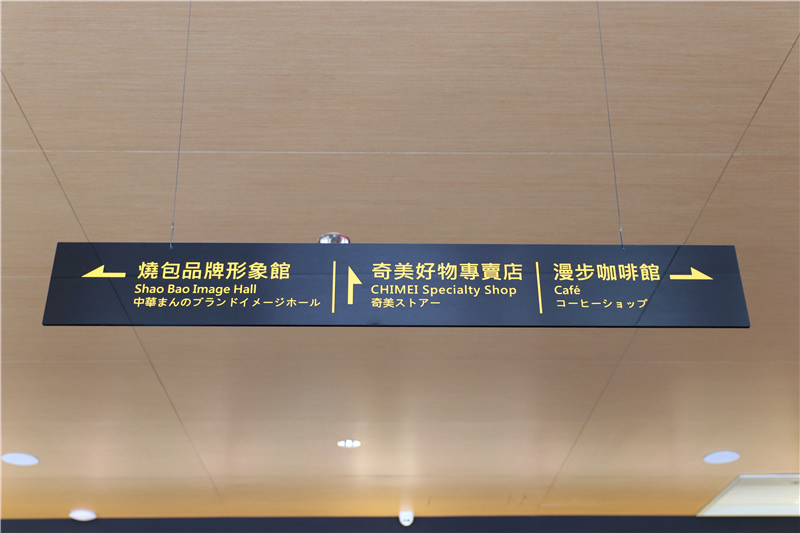 燒包品牌形象館
Shao Bao Image Hall
中華まんのブランドイメージホール
奇美好物專賣店
CHIMEI Specialty Shop
奇美ストアー
漫步咖啡館
Café
コーヒーショップ